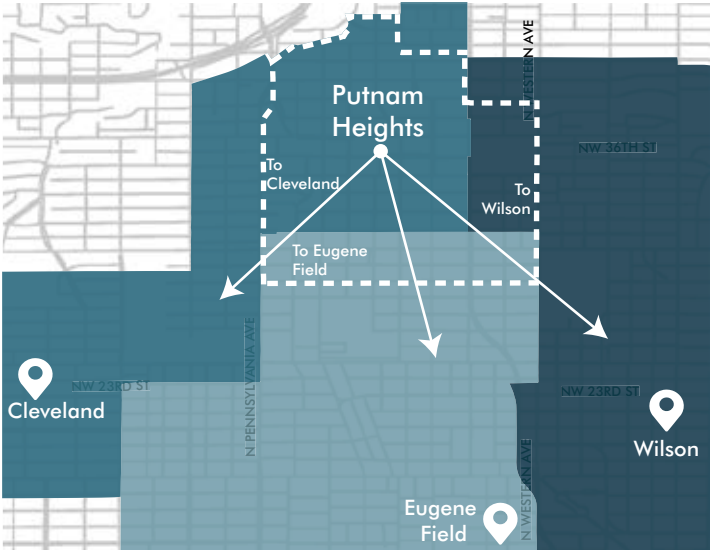 N WESTERN AVE
Putnam
Heights
NW 36TH ST
To
Cleveland
To
Wilson
To Eugene
Field
N PENNSYLVANIA AVE
NW 23RD ST
NW 23RD ST
Cleveland
Wilson
N WESTERN AVE
Eugene
Field